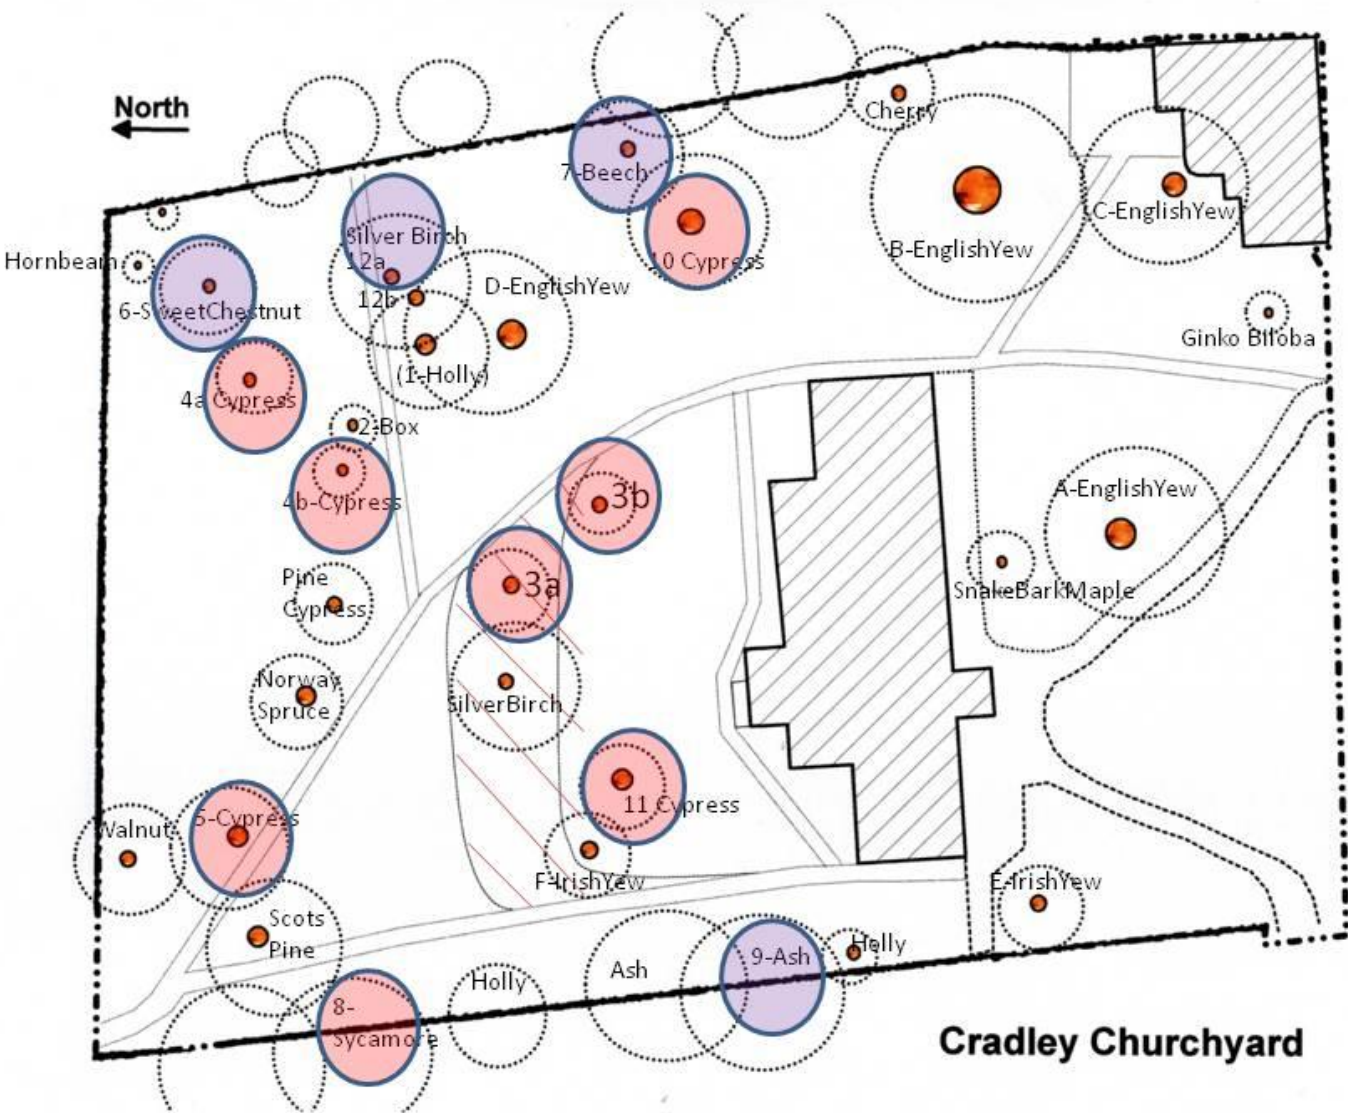 North
Cherry
7-Beech
C-EnglishYew
Silver Birch
B-EnglishYew
Hornbeam
12a
10 Cypress
D-EnglishYew
12b
6-SweetChestnut
Ginko Biloba
(1-Holly)
4a Cypress
2-Box
4b-Cypress
3b
A-EnglishYew
Pine
Cypress
3a
SnakeBarkMaple
Norway
Spruce
SilverBirch
11 Cypress
5-Cypress
Walnut
F-IrishYew
E-IrishYew
Scots
Pine
Holly
9-Ash
Ash
Holly
8-
Sycamore
Cradley Churchyard